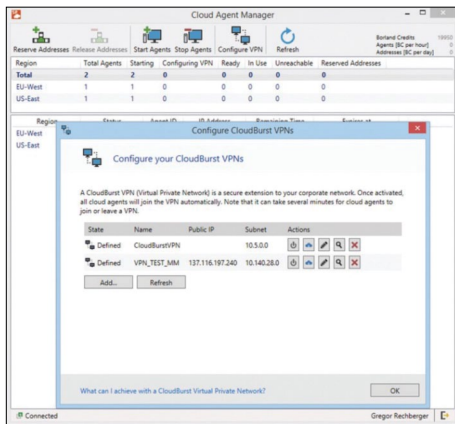 Cloud Agent Manager
Reserve Addresses Release Addresses Start Agents Stop Agents Configure VPN Refresh
Borland Credits
Agents [BC per hour] 0
Addresses [BC per day] 0
Region Total Agents Starting Configuring VPN Ready In Use Unreachable Reserved Addresses
Total 2 2 0 0 0 0 0
EU-West 1 1 0 0 0 0 0
US-East 1 1 0 0 0 0 0
Region Status Agent ID IP Address Remaining Time Expires at
EU-West
US-East
Configure CloudBurst VPNs
Configure your CloudBurst VPNs
A CloudBurst VPN (Virtual Private Network) is a secure extension to your corporate network. Once activated,
all cloud agents will join the VPN automatically. Note that it can take several minutes for cloud agents to
join or leave a VPN.
State Name Public IP Subnet Actions
Defined CloudBurstVPN 10.5.0.0
Defined VPN_TEST_MM 137.116.197.240 10.140.28.0
Add... Refresh
What can I achieve with a CloudBurst Virtual Private Network?
OK
Connected Gregor Rechberger